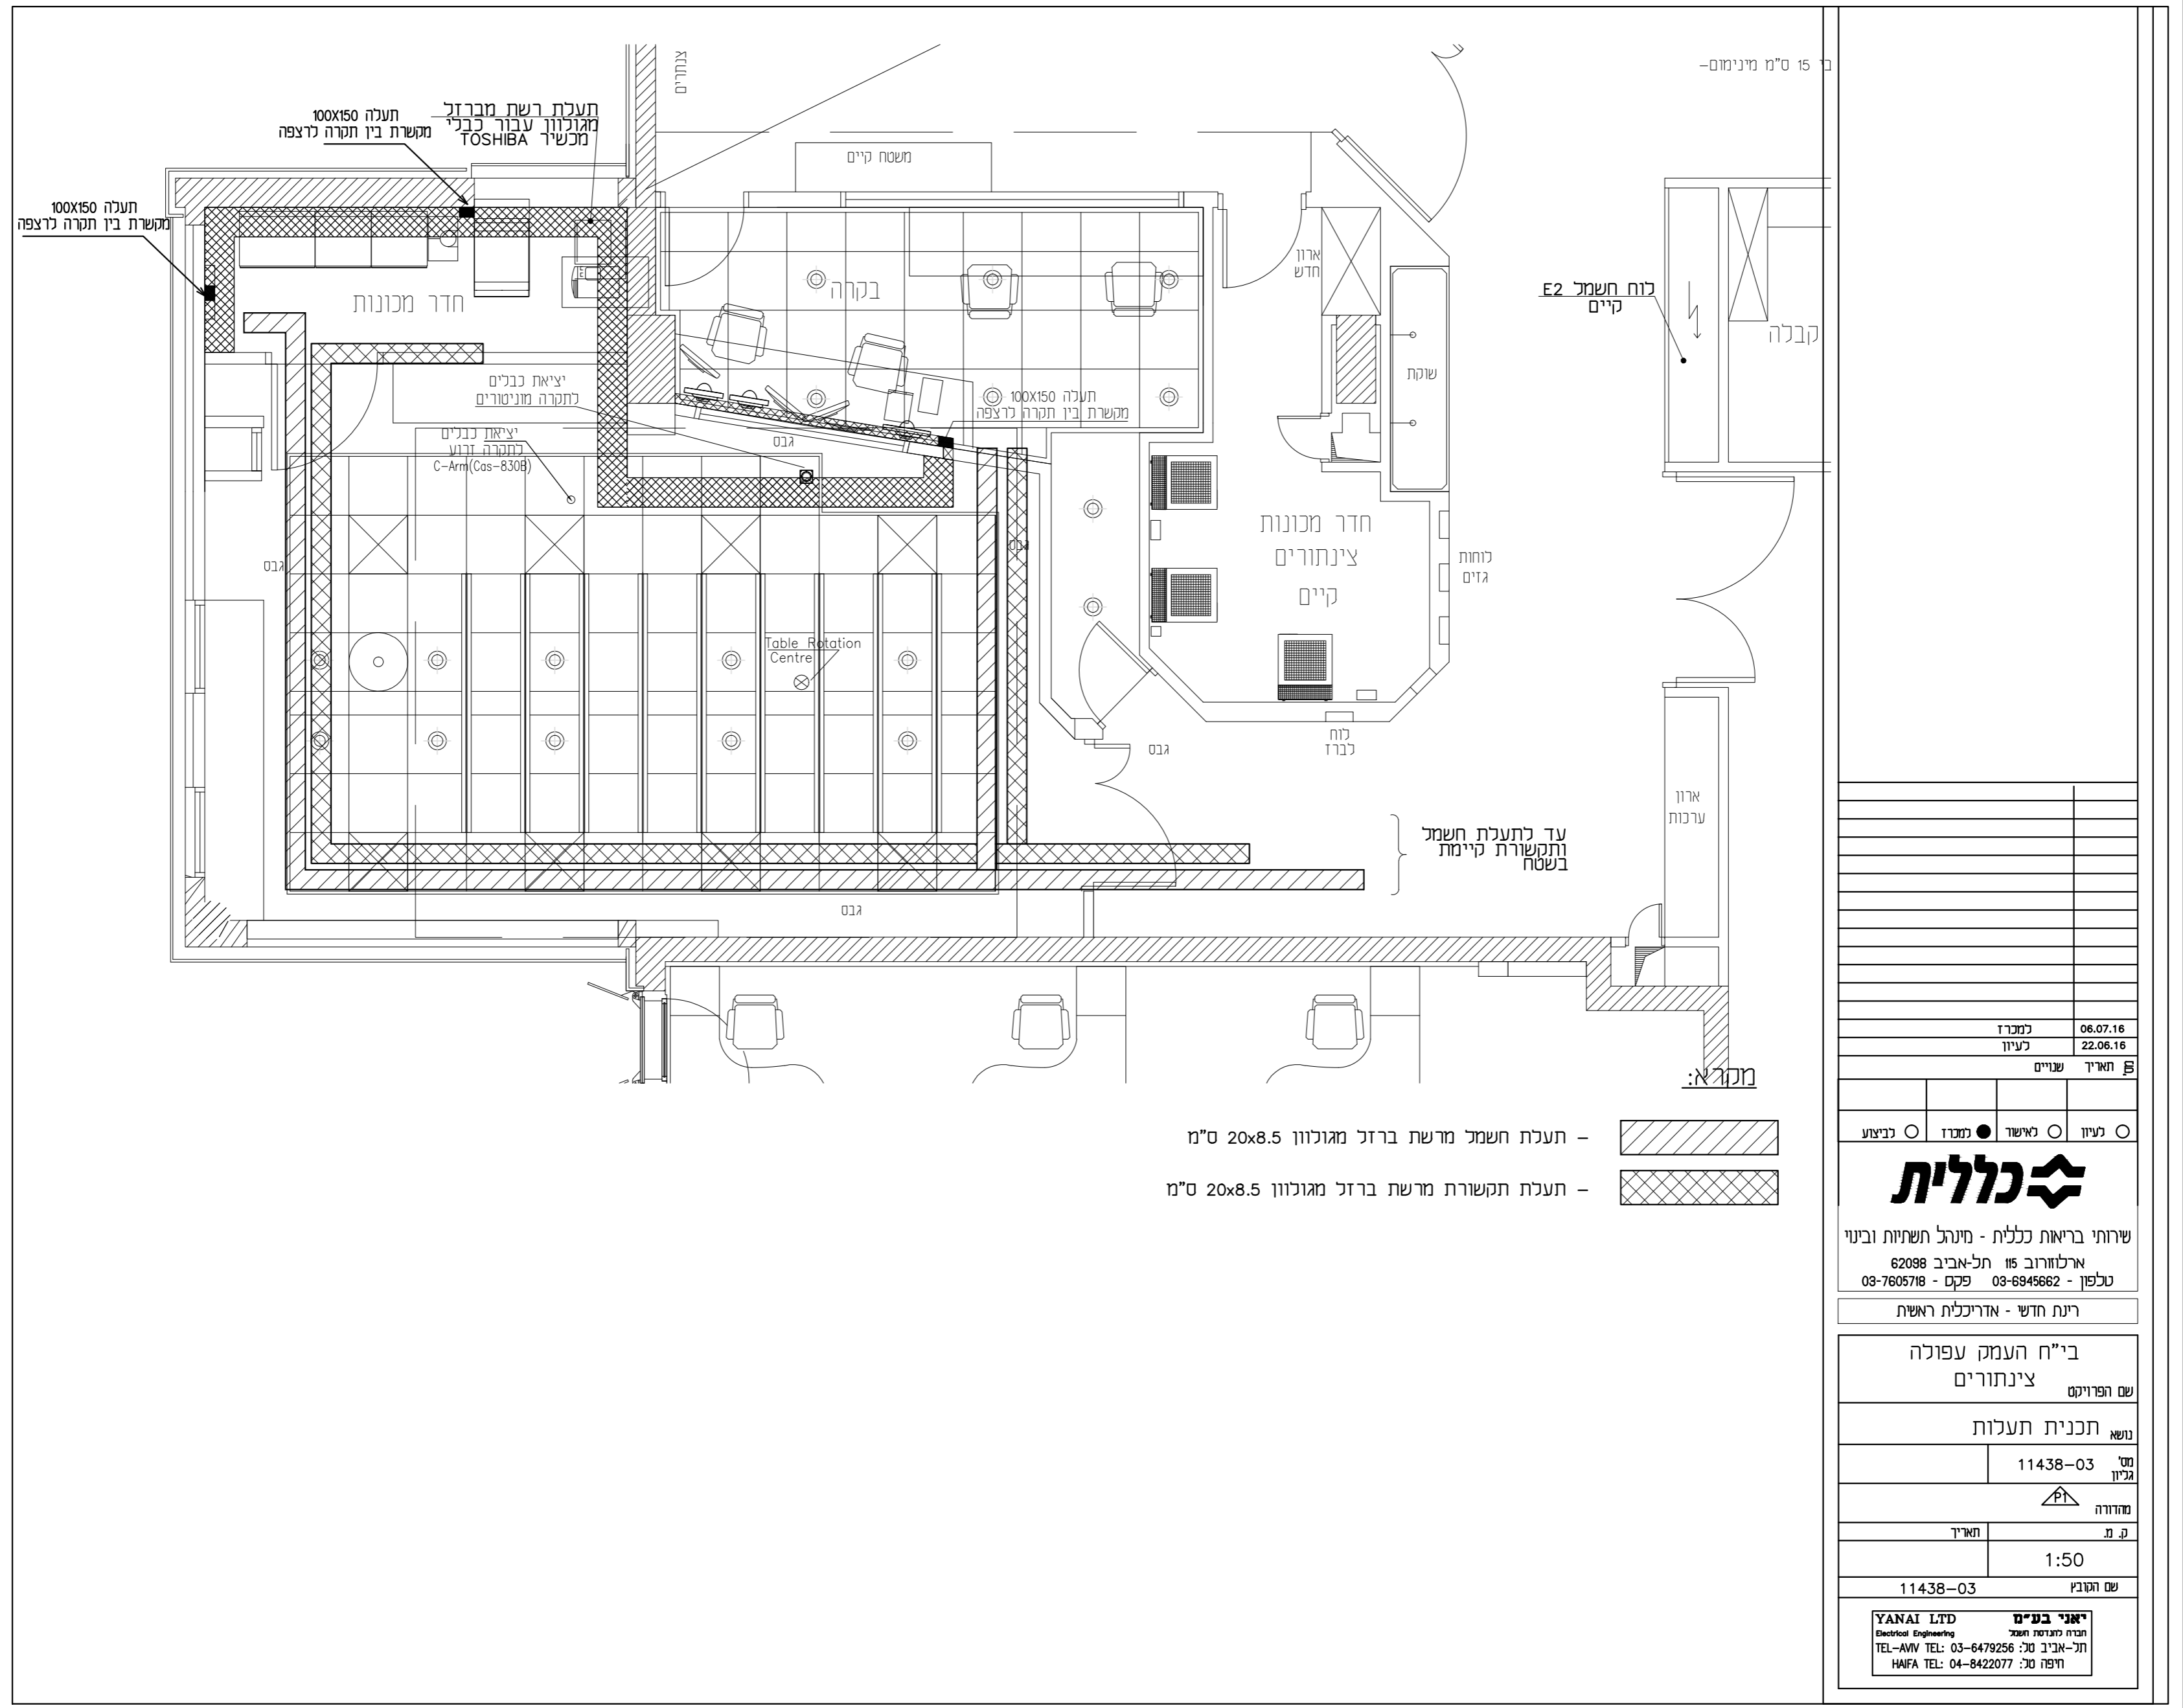 צנתרים
בי 15 ס"מ מינימום-
תעלת רשת מברזל
מגולוון עבור כבלי
מכשיר TOSHIBA
תעלה 100X150
מקשרת בין תקרה לרצפה
תעלה 100X150
מקשרת בין תקרה לרצפה
משטח קיים
בקרה
חדר מכונות
ארון
חדש
לוח חשמל E2
קיים
קבלה
שוקת
יציאת כבלים
לתקרה מוניטורים
תעלה 100X150
מקשרת בין תקרה לרצפה
יציאת כבלים
לתקרה זרוע
C-Arm(Cas-830B)
גבס
גבס
גבס
חדר מכונות
צינתורים
קיים
לוחות
גזים
Table Rotation
Centre
לוח
לברז
גבס
ארון
ערכות
עד לתעלת חשמל
ותקשורת קיימת
בשטח
גבס
מקרא:
- תעלת חשמל מרשת ברזל מגולוון 20x8.5 ס"מ
- תעלת תקשורת מרשת ברזל מגולוון 20x8.5 ס"מ
06.07.16 למכרז
22.06.16 לעיון
תאריך שנויים
לעיון לאישור למכרז לביצוע
כללית
שירותי בריאות כללית - מינהל תשתיות ובינוי
ארלוזורוב 115 תל-אביב 62098
טלפון - 03-6945662 פקס - 03-7605718
רינת חדשי - אדריכלית ראשית
בי"ח העמק עפולה
צינתורים
שם הפרויקט
נושא תכנית תעלות
מס' גליון 11438-03
P1
מהדורה
ק. מ. תאריך
1:50
שם הקובץ 11438-03
YANAI LTD יאני בע"מ
Electrical Engineering חברה להנדסת חשמל
TEL-AVIV TEL: 03-6479256 תל-אביב טל:
HAIFA TEL: 04-8422077 חיפה טל: